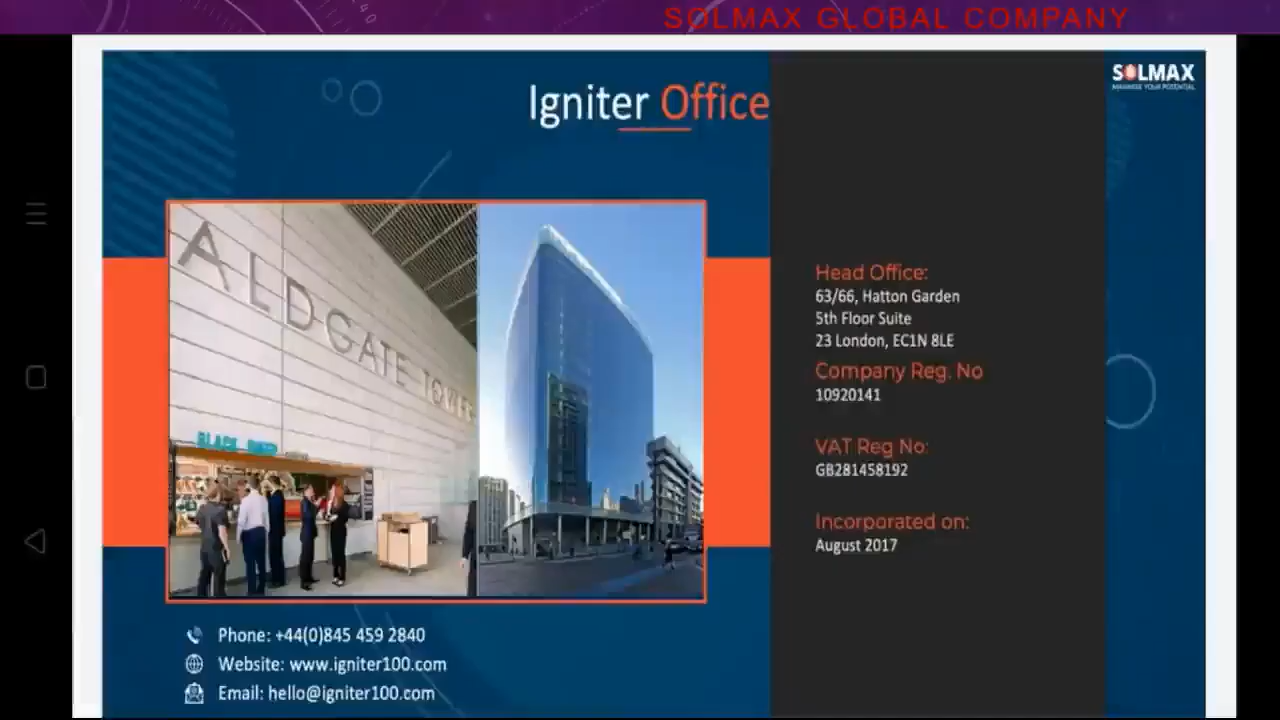 SOLMAX GLOBAL COMPANY
SOLMAX
MAXIMISE YOUR POTENTIAL
Igniter Office
ALDGATE TOWER
Head Office:
63/66, Hatton Garden
5th Floor Suite
23 London, EC1N 8LE
Company Reg. No
10920141
VAT Reg No:
GB281458192
Incorporated on:
August 2017
Phone: +44(0)845 459 2840
Website: www.igniter100.com
Email: hello@igniter100.com